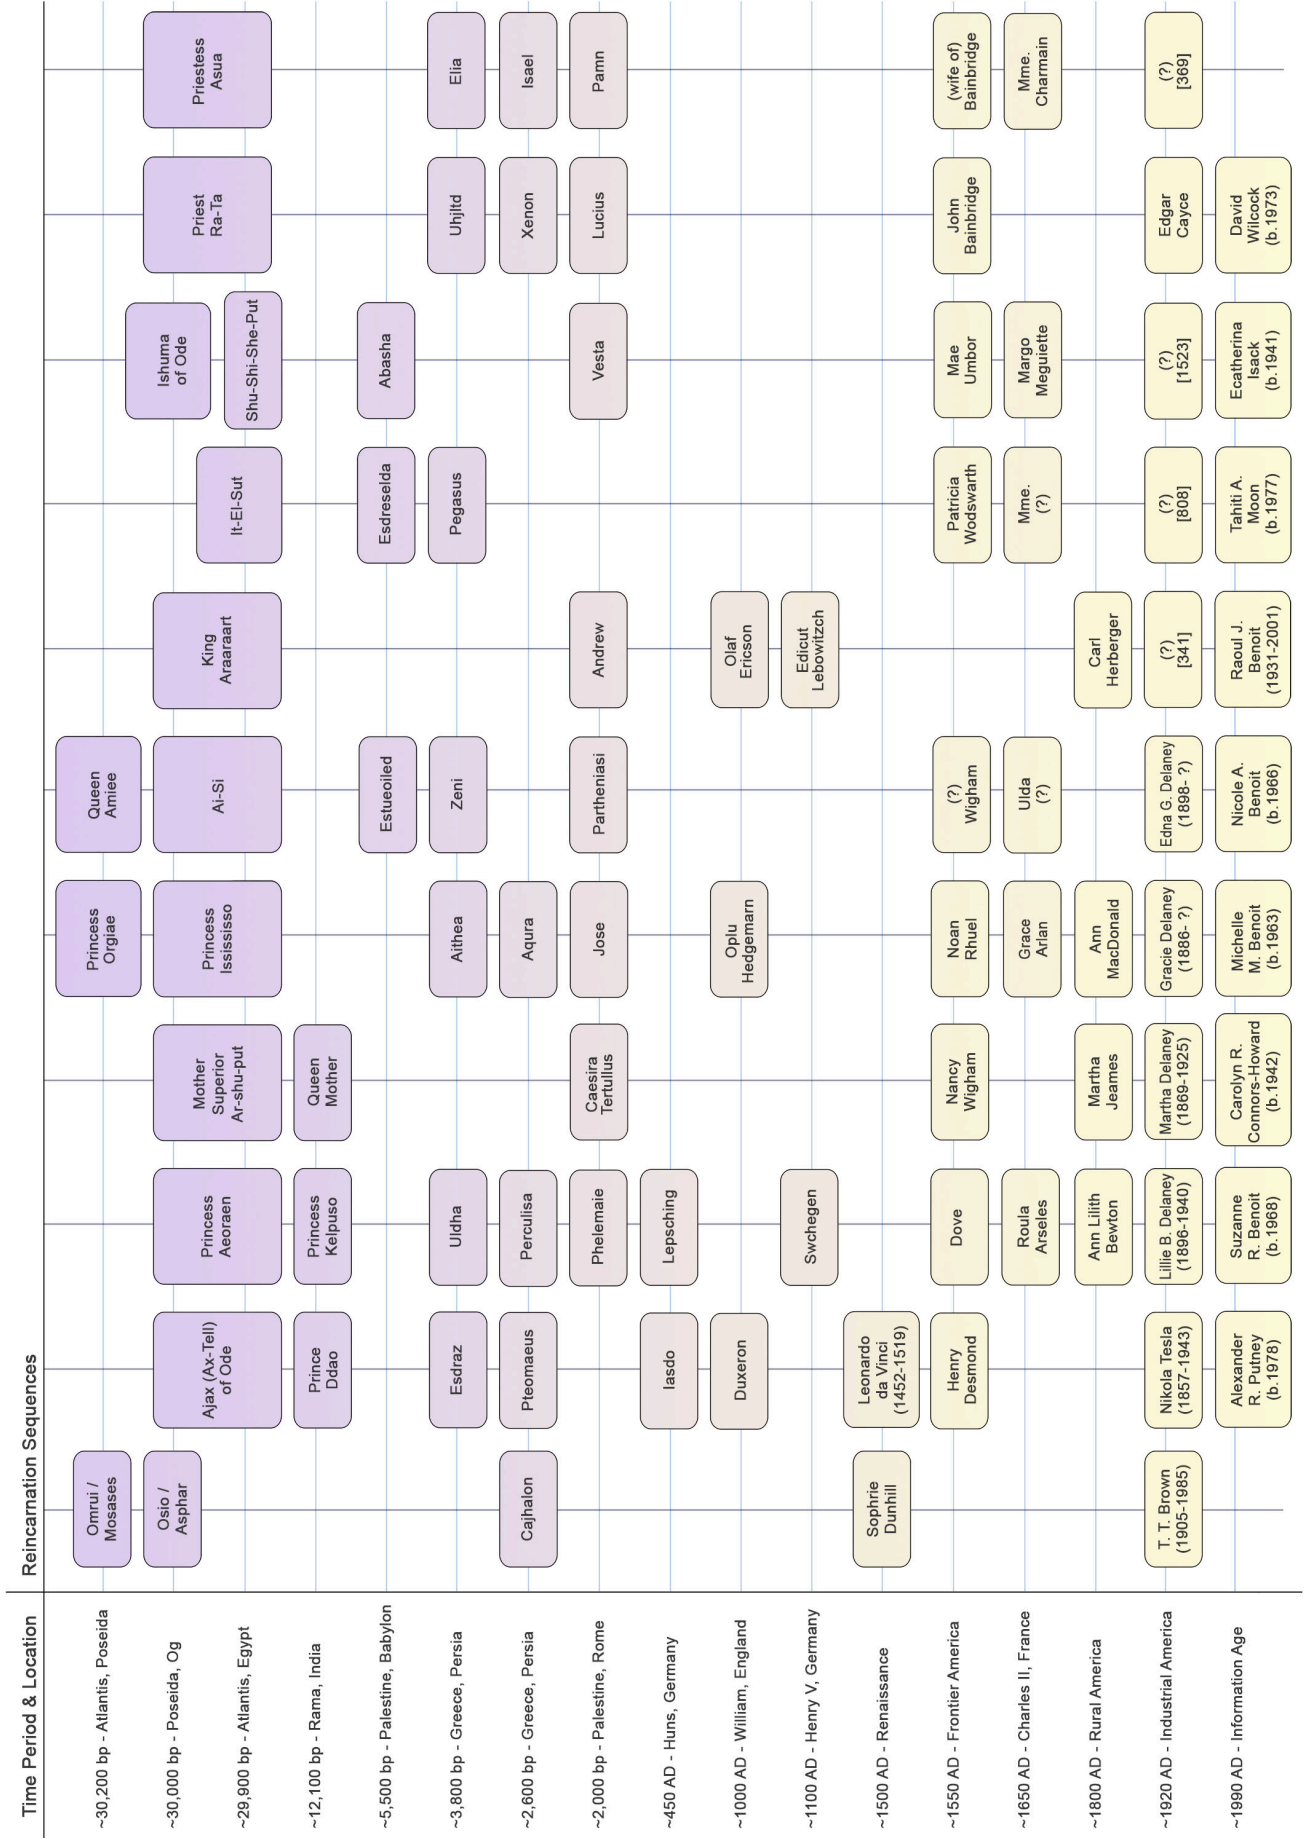 Time Period & Location
Reincarnation Sequences
~30,200 bp - Atlantis, Poseida
Omrui /
Mosases
Princess
Orgiae
Queen
Amiee
~30,000 bp - Poseida, Og
Osio /
Asphar
Ajax (Ax-Tell)
of Ode
Princess
Aeoraen
Mother
Superior
Ar-shu-put
Princess
Issississo
Ai-Si
King
Araaraart
Ishuma
of Ode
Priest
Ra-Ta
Priestess
Asua
~29,900 bp - Atlantis, Egypt
It-El-Sut
Shu-Shi-She-Put
~12,100 bp - Rama, India
Prince
Ddao
Princess
Kelpuso
Queen
Mother
~5,500 bp - Palestine, Babylon
Estueoiled
Esdreselda
Abasha
~3,800 bp - Greece, Persia
Esdraz
Uldha
Aithea
Zeni
Pegasus
Uhjltd
Elia
~2,600 bp - Greece, Persia
Cajhalon
Pteomaeus
Perculisa
Aqura
Xenon
Isael
~2,000 bp - Palestine, Rome
Phelemaie
Caesira
Tertullus
Jose
Partheniasi
Andrew
Vesta
Lucius
Pamn
~450 AD - Huns, Germany
Iasdo
Lepsching
~1000 AD - William, England
Duxeron
Oplu
Hedgemarn
Olaf
Ericson
~1100 AD - Henry V, Germany
Swchegen
Edicut
Lebowitzch
~1500 AD - Renaissance
Sophrie
Dunhill
Leonardo
da Vinci
(1452-1519)
~1550 AD - Frontier America
Henry
Desmond
Dove
Nancy
Wigham
Noan
Rhuel
(?)
Wigham
Patricia
Wodswarth
Mae
Umbor
John
Bainbridge
(wife of)
Bainbridge
~1650 AD - Charles II, France
Roula
Arseles
Grace
Arlan
Ulda
(?)
Mme.
(?)
Margo
Meguiette
Mme.
Charmain
~1800 AD - Rural America
Ann Lilith
Bewton
Martha
Jeames
Ann
MacDonald
Carl
Herberger
~1920 AD - Industrial America
T. T. Brown
(1905-1985)
Nikola Tesla
(1857-1943)
Lillie B. Delaney
(1896-1940)
Martha Delaney
(1869-1925)
Gracie Delaney
(1886- ?)
Edna G. Delaney
(1898- ?)
(?)
[341]
(?)
[808]
(?)
[1523]
Edgar
Cayce
(?)
[369]
~1990 AD - Information Age
Alexander
R. Putney
(b.1978)
Suzanne
R. Benoit
(b.1968)
Carolyn R.
Connors-Howard
(b.1942)
Michelle
M. Benoit
(b.1963)
Nicole A.
Benoit
(b.1966)
Raoul J.
Benoit
(1931-2001)
Tahiti A.
Moon
(b.1977)
Ecatherina
Isack
(b.1941)
David
Wilcock
(b.1973)